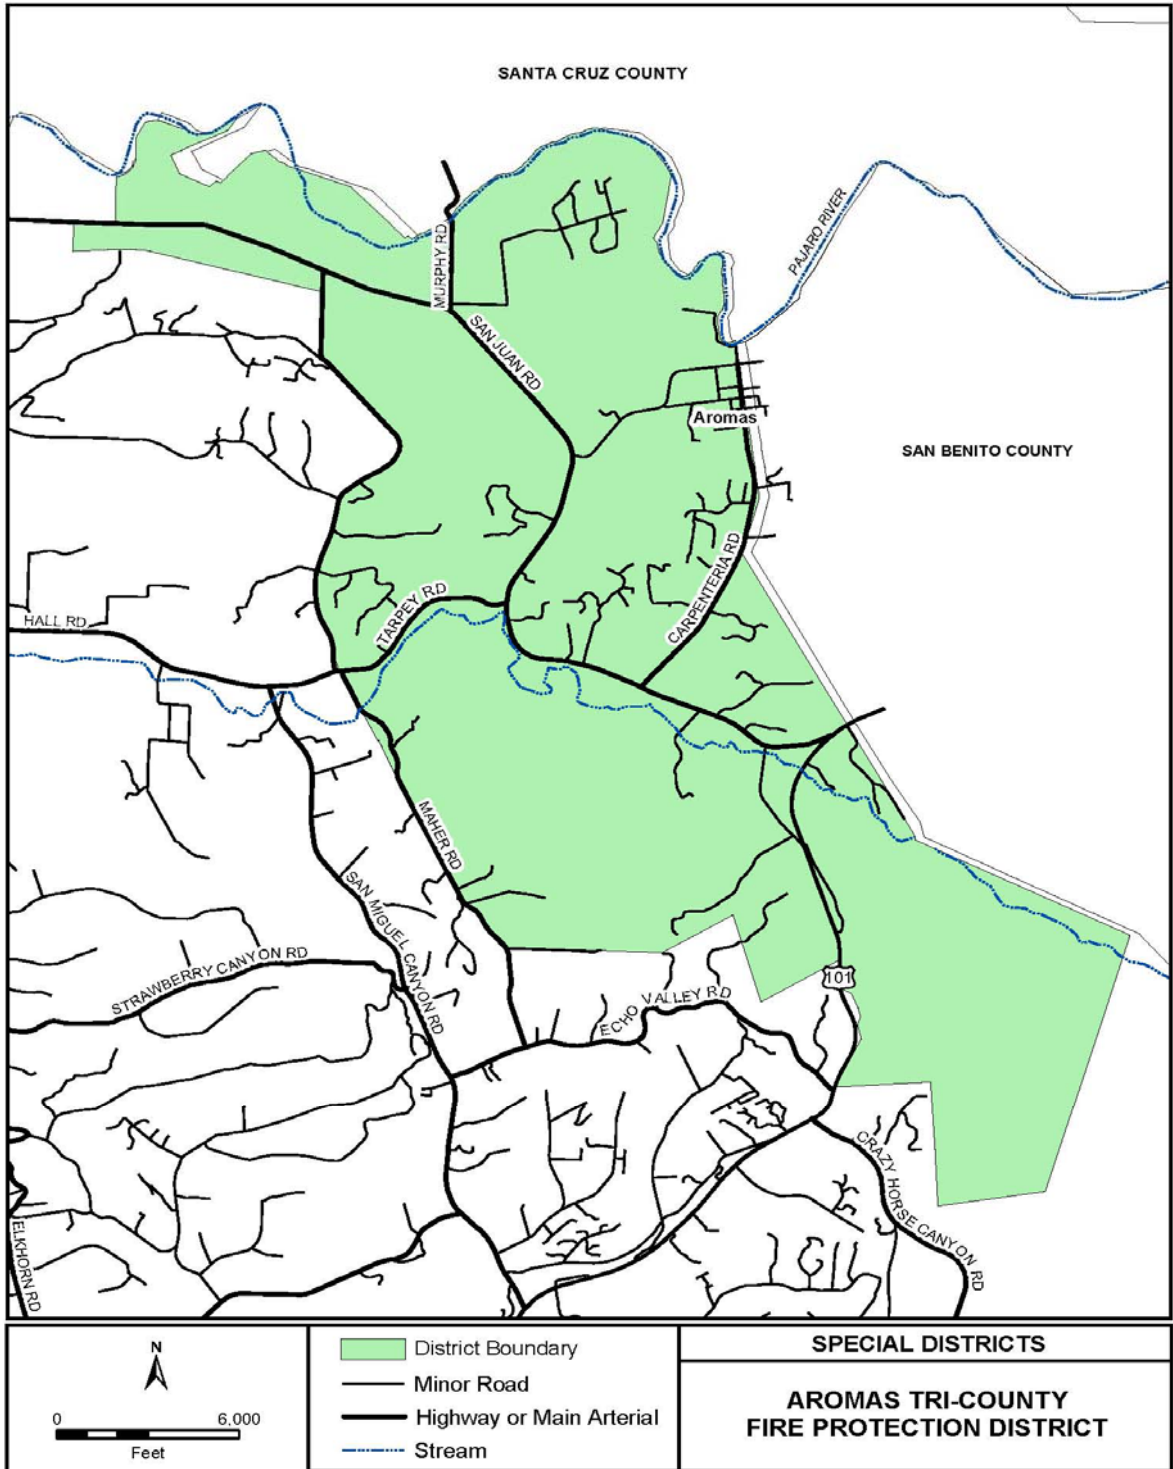 SANTA CRUZ COUNTY
PAJARO RIVER
MURPHY RD
SAN JUAN RD
Aromas
SAN BENITO COUNTY
CARPENTERIA RD
TARPEY RD
HALL RD
MAHER RD
SAN MIGUEL CANYON RD
STRAWBERRY CANYON RD
101
ECHO VALLEY RD
CRAZY HORSE CANYON RD
ELKHORN RD
N
0 6,000
Feet
District Boundary
Minor Road
Highway or Main Arterial
Stream
SPECIAL DISTRICTS
AROMAS TRI-COUNTY
FIRE PROTECTION DISTRICT